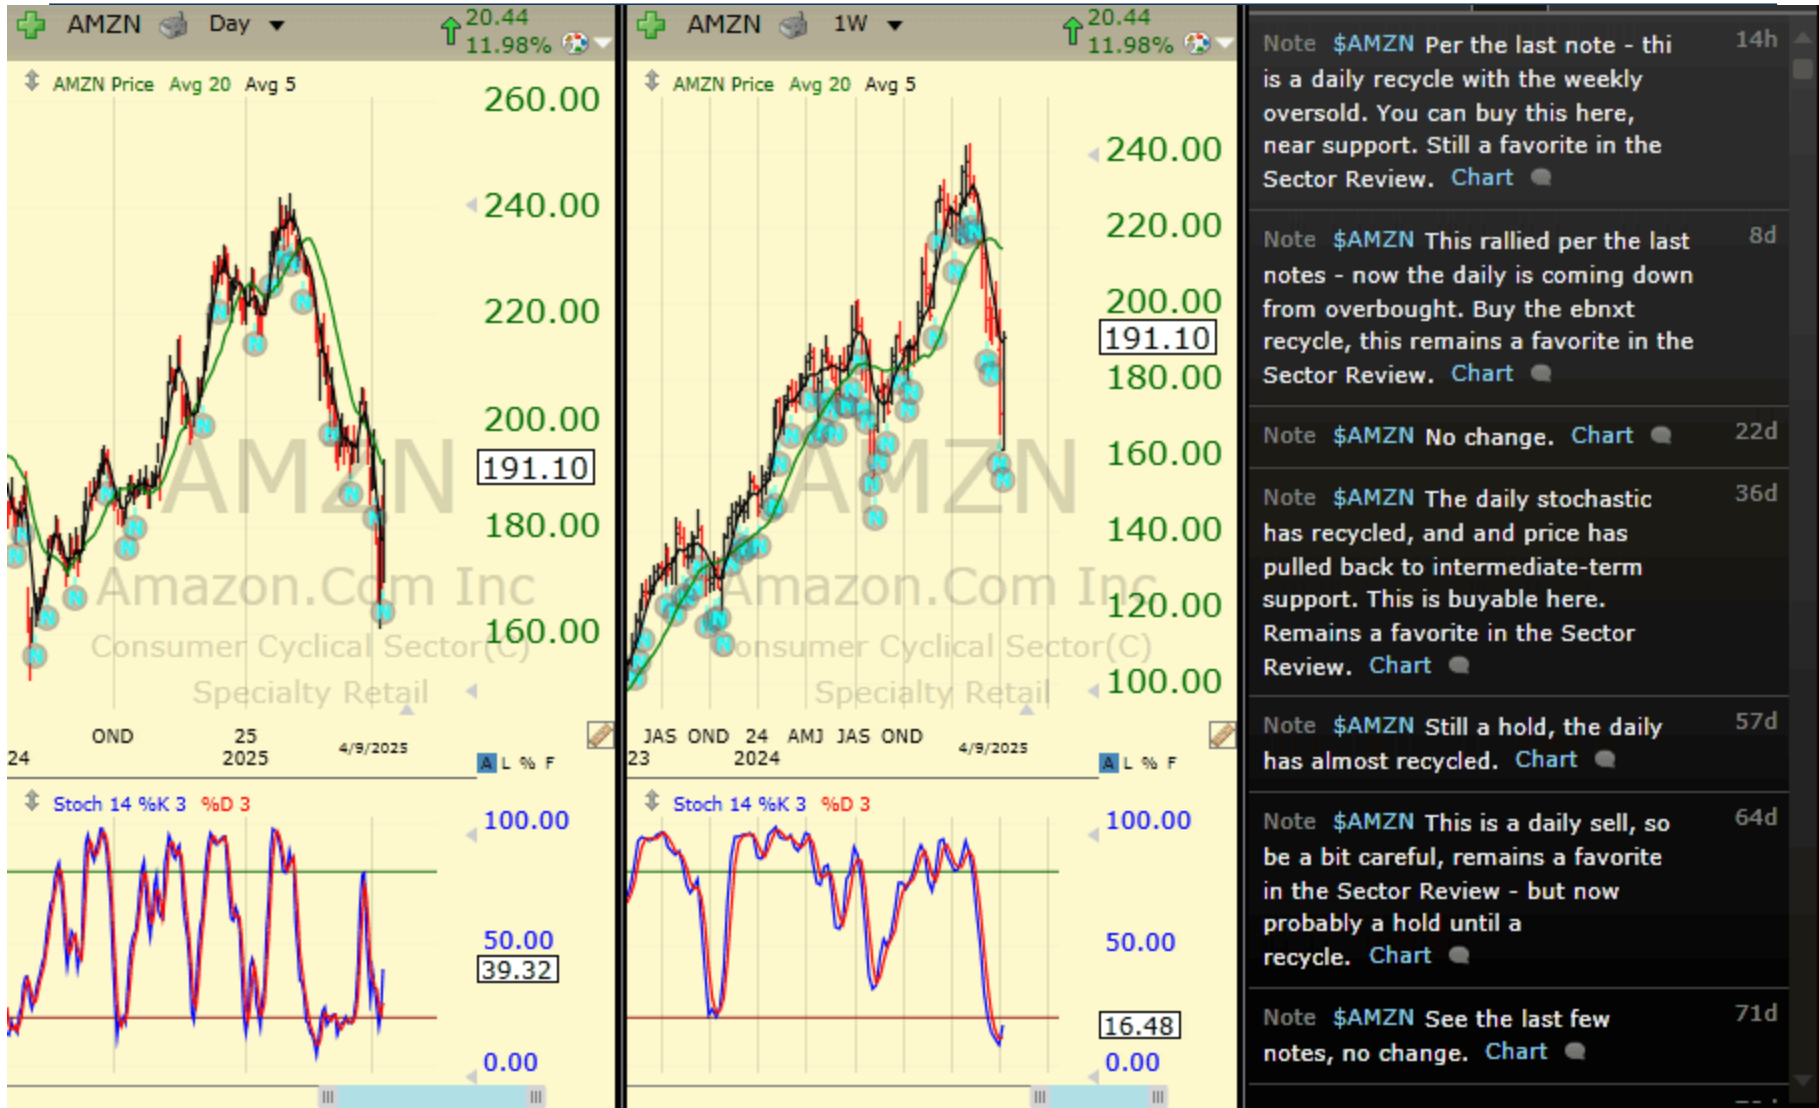 AMZN Day
20.44
11.98%
AMZN Price Avg 20 Avg 5
260.00
240.00
220.00
200.00
191.10
180.00
160.00
AMZN
Amazon.Com Inc
Consumer Cyclical Sector(C)
Specialty Retail
N
OND 25 4/9/2025
24 2025
A L % F
Stoch 14 %K 3 %D 3
100.00
50.00
39.32
0.00
AMZN 1W
20.44
11.98%
AMZN Price Avg 20 Avg 5
240.00
220.00
200.00
191.10
180.00
160.00
140.00
120.00
100.00
AMZN
Amazon.Com Inc
Consumer Cyclical Sector(C)
Specialty Retail
N
JAS OND 24 AMJ JAS OND 4/9/2025
23 2024
A L % F
Stoch 14 %K 3 %D 3
100.00
50.00
16.48
0.00
Note $AMZN Per the last note - thi 14h
is a daily recycle with the weekly
oversold. You can buy this here,
near support. Still a favorite in the
Sector Review. Chart
Note $AMZN This rallied per the last 8d
notes - now the daily is coming down
from overbought. Buy the ebnxt
recycle, this remains a favorite in the
Sector Review. Chart
Note $AMZN No change. Chart 22d
Note $AMZN The daily stochastic 36d
has recycled, and and price has
pulled back to intermediate-term
support. This is buyable here.
Remains a favorite in the Sector
Review. Chart
Note $AMZN Still a hold, the daily 57d
has almost recycled. Chart
Note $AMZN This is a daily sell, so 64d
be a bit careful, remains a favorite
in the Sector Review - but now
probably a hold until a
recycle. Chart
Note $AMZN See the last few 71d
notes, no change. Chart